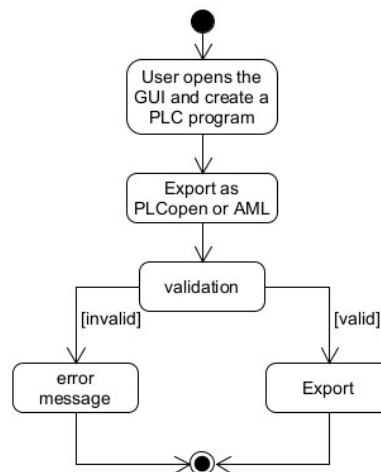 User opens the
GUI and create a
PLC program
Export as
PLCopen or AML
validation
[invalid]
[valid]
error
message
Export